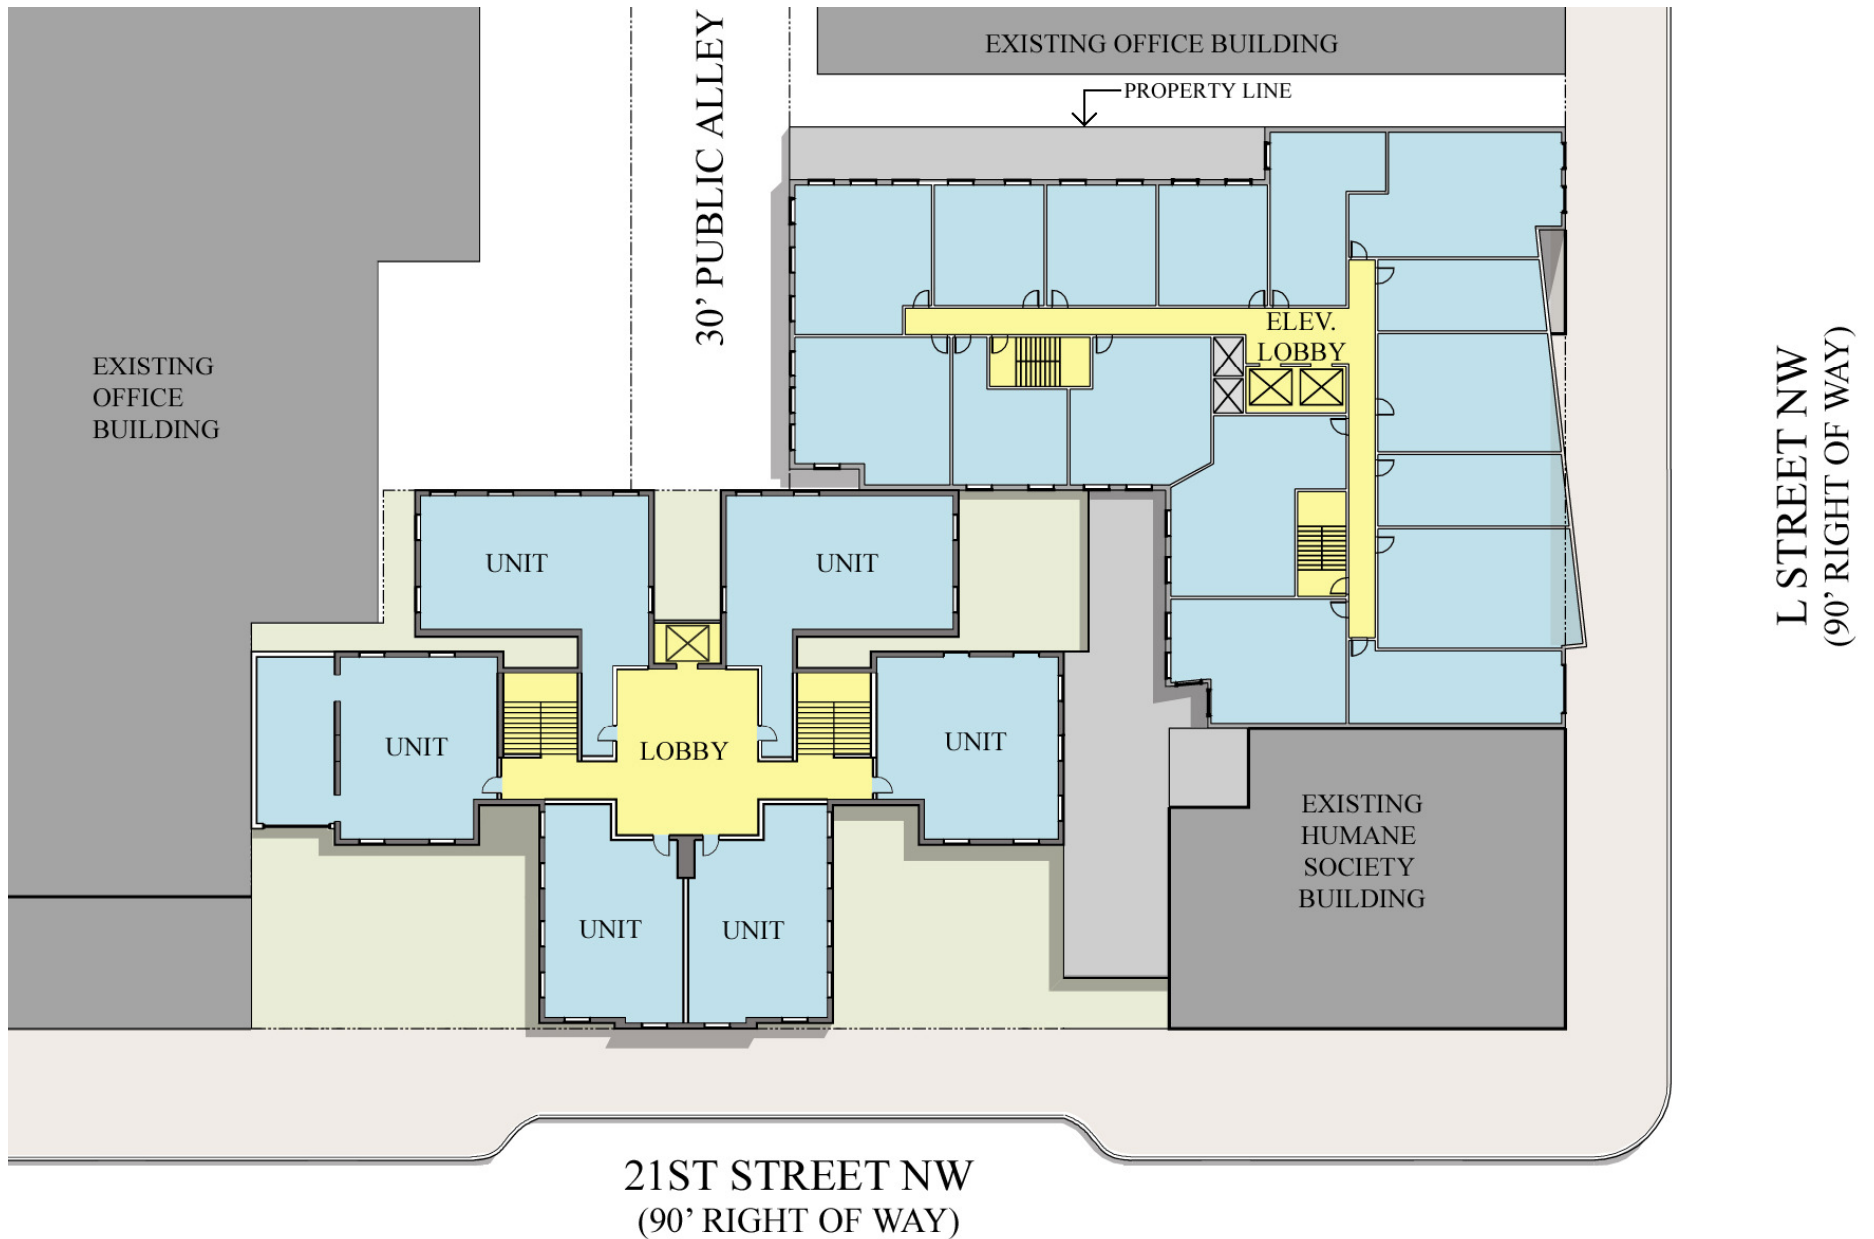 EXISTING OFFICE BUILDING
PROPERTY LINE
30’ PUBLIC ALLEY
ELEV.
LOBBY
EXISTING
OFFICE
BUILDING
L STREET NW
(90’ RIGHT OF WAY)
UNIT
UNIT
UNIT
LOBBY
UNIT
EXISTING
HUMANE
SOCIETY
BUILDING
UNIT
UNIT
21ST STREET NW
(90’ RIGHT OF WAY)